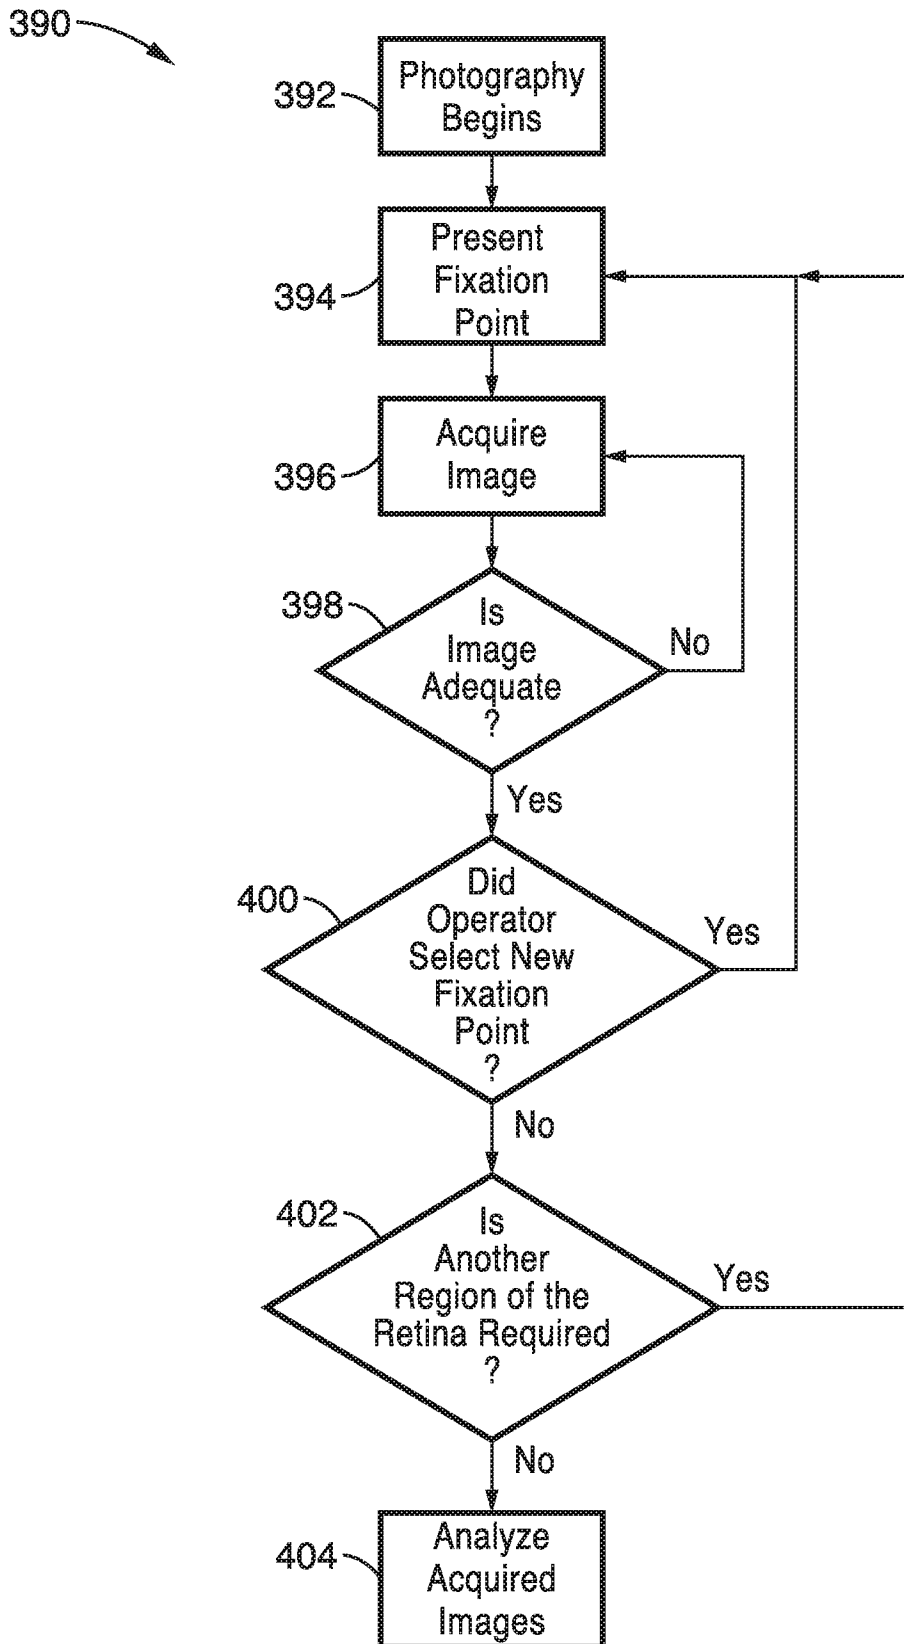 390
392
Photography
Begins
394
Present
Fixation
Point
396
Acquire
Image
398
Is
Image
Adequate
?
No
Yes
400
Did
Operator
Select New
Fixation
Point
?
Yes
No
402
Is
Another
Region of the
Retina Required
?
Yes
No
404
Analyze
Acquired
Images